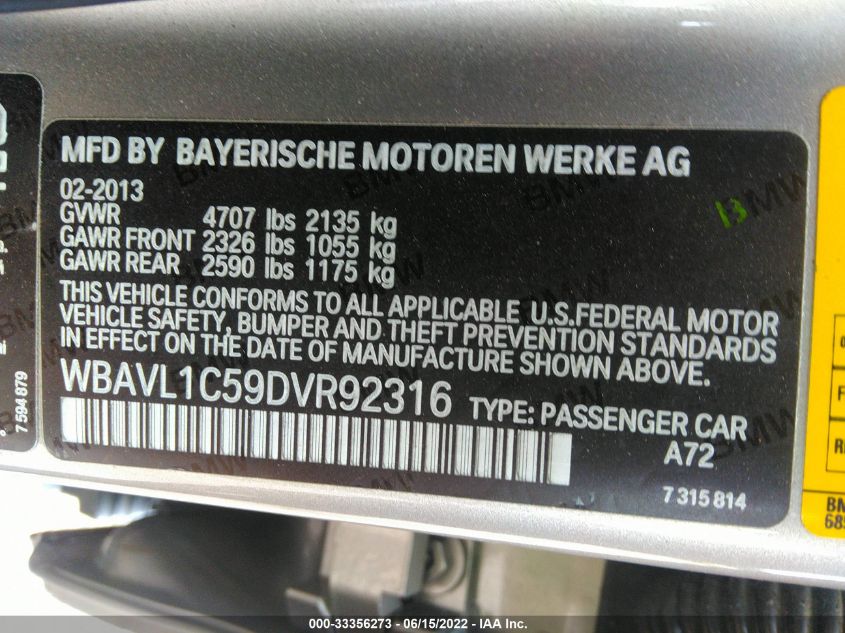 MFD BY BAYERISCHE MOTOREN WERKE AG
02-2013
GVWR 4707 lbs 2135 kg
GAWR FRONT 2326 lbs 1055 kg
GAWR REAR 2590 lbs 1175 kg
THIS VEHICLE CONFORMS TO ALL APPLICABLE U.S.FEDERAL MOTOR
VEHICLE SAFETY, BUMPER AND THEFT PREVENTION STANDARDS
IN EFFECT ON THE DATE OF MANUFACTURE SHOWN ABOVE.
WBAVL1C59DVR92316 TYPE: PASSENGER CAR
A72
7 315 814
7 594 879
BMW
000-33356273 - 06/15/2022 - IAA Inc.